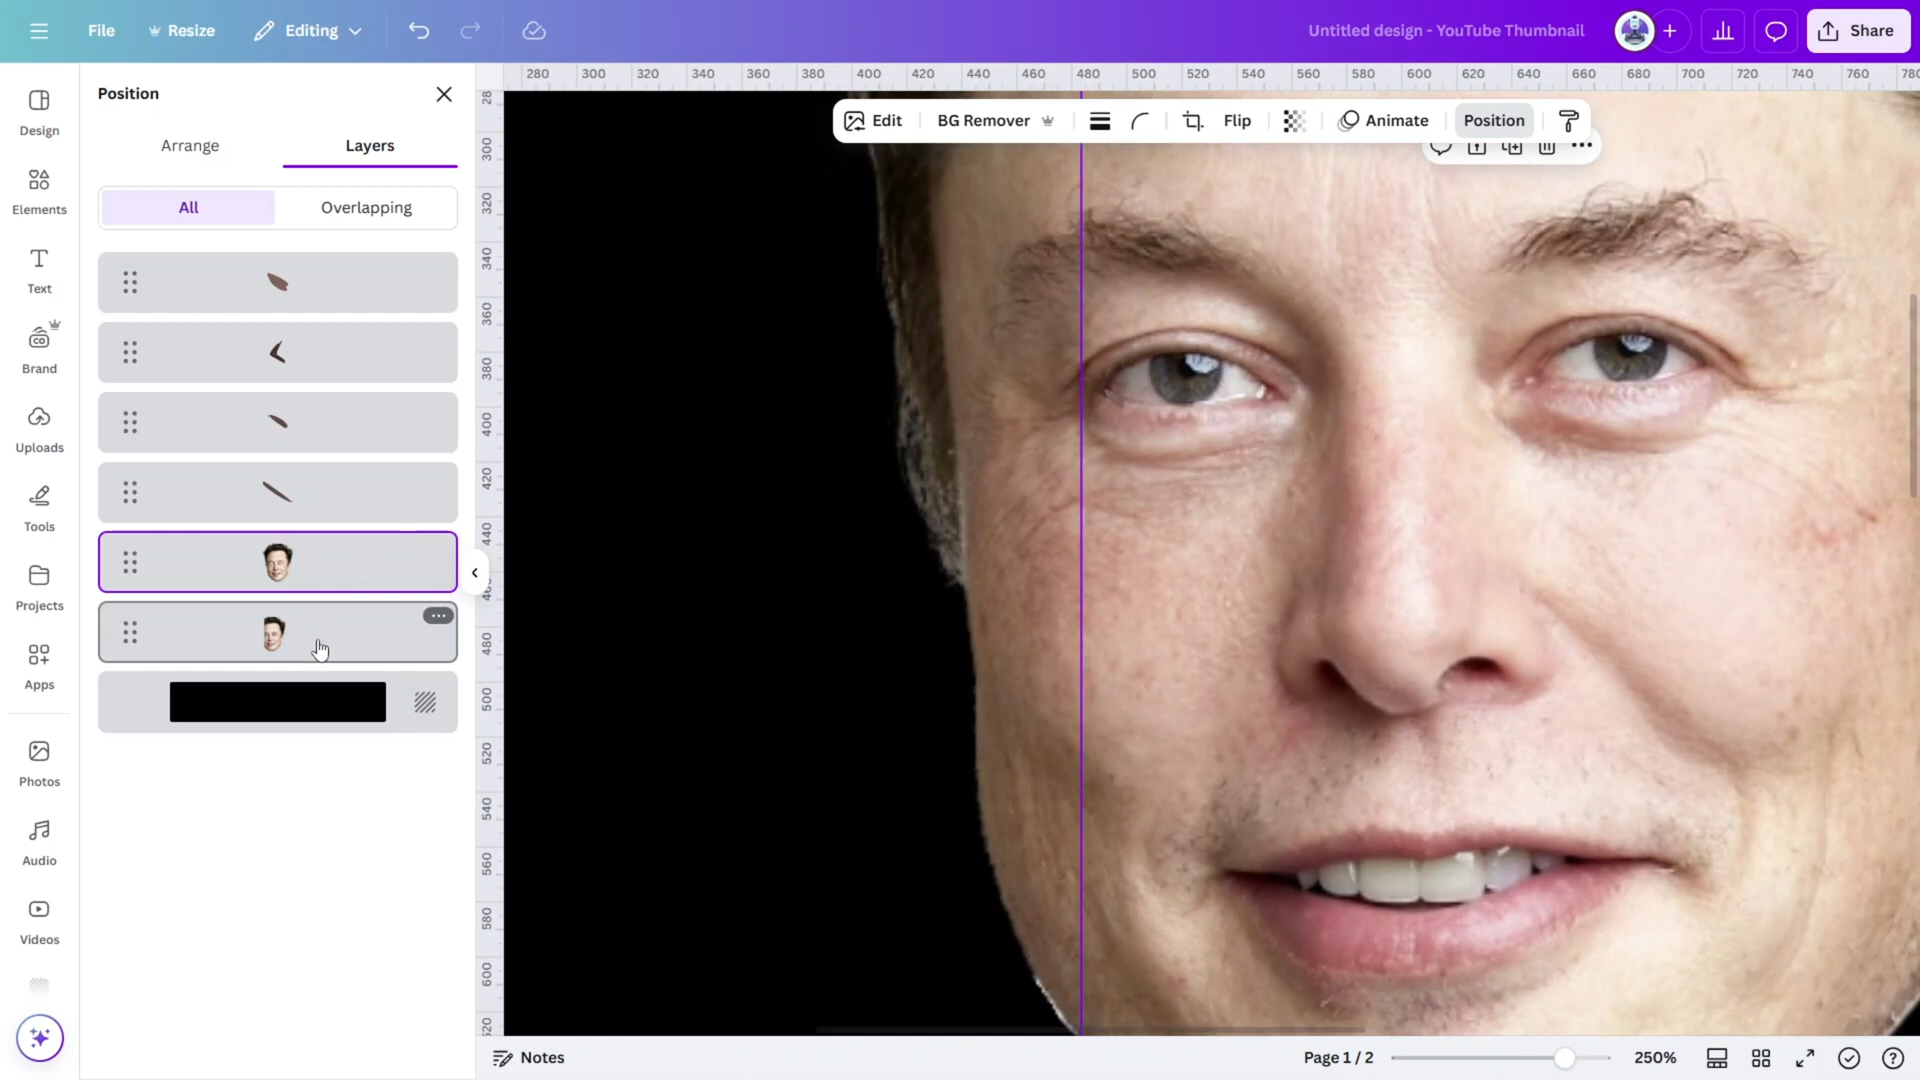 File
Resize
Editing
Untitled design - YouTube Thumbnail
Share
Design
Elements
Text
Brand
Uploads
Tools
Projects
Apps
Photos
Audio
Videos
Position
Arrange
Layers
All
Overlapping
280 300 320 340 360 380 400 420 440 460 480 500 520 540 560 580 600 620 640 660 680 700 720 740 760 780
28
300
320
340
360
380
400
420
440
480
500
520
540
560
580
600
520
Edit
BG Remover
Flip
Animate
Position
Notes
Page 1 / 2
250%